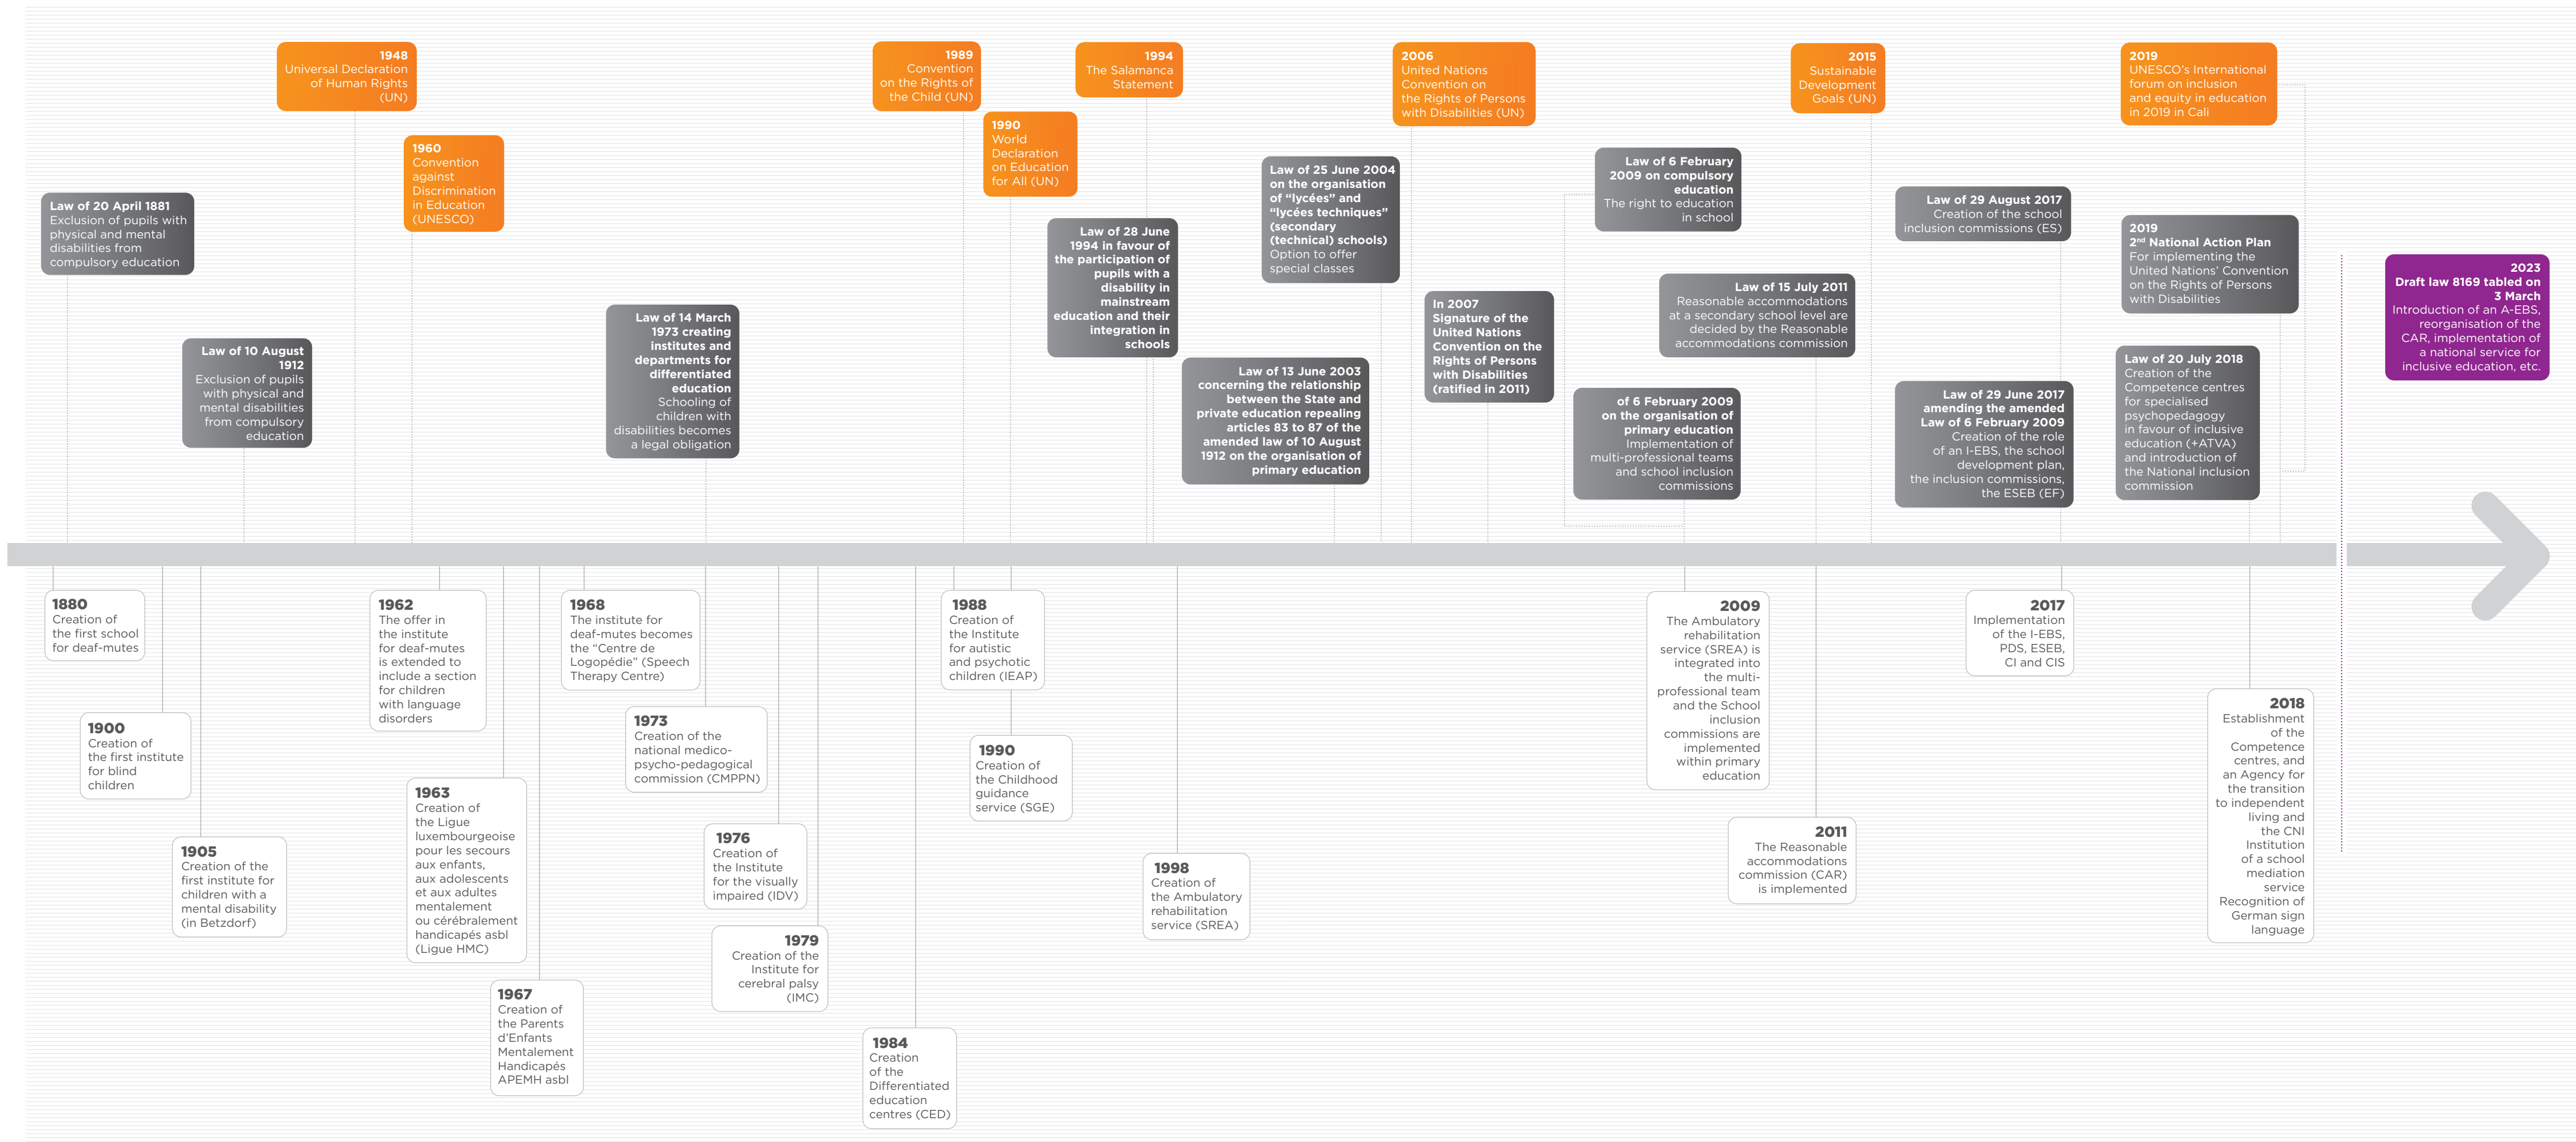 1948
Universal Declaration
of Human Rights
(UN)
1960
Convention
against
Discrimination
in Education
(UNESCO)
1989
Convention
on the Rights of
the Child (UN)
1990
World
Declaration
on Education
for All (UN)
1994
The Salamanca
Statement
2006
United Nations
Convention on
the Rights of Persons
with Disabilities (UN)
2015
Sustainable
Development
Goals (UN)
2019
UNESCO's International
forum on inclusion
and equity in education
in 2019 in Cali
Law of 20 April 1881
Exclusion of pupils with
physical and mental
disabilities from
compulsory education
Law of 10 August
1912
Exclusion of pupils
with physical and
mental disabilities
from compulsory
education
Law of 14 March
1973 creating
institutes and
departments for
differentiated
education
Schooling of
children with
disabilities becomes
a legal obligation
Law of 28 June
1994 in favour of
the participation of
pupils with a
disability in
mainstream
education and their
integration in
schools
Law of 13 June 2003
concerning the relationship
between the State and
private education repealing
articles 83 to 87 of the
amended law of 10 August
1912 on the organisation of
primary education
Law of 25 June 2004
on the organisation
of “lycées” and
“lycées techniques”
(secondary
(technical) schools)
Option to offer
special classes
In 2007
Signature of the
United Nations
Convention on the
Rights of Persons
with Disabilities
(ratified in 2011)
Law of 6 February
2009 on compulsory
education
The right to education
in school
of 6 February 2009
on the organisation of
primary education
Implementation of
multi-professional teams
and school inclusion
commissions
Law of 15 July 2011
Reasonable accommodations
at a secondary school level are
decided by the Reasonable
accommodations commission
Law of 29 August 2017
Creation of the school
inclusion commissions (ES)
Law of 29 June 2017
amending the amended
Law of 6 February 2009
Creation of the role
of an I-EBS, the school
development plan,
the inclusion commissions,
the ESEB (EF)
2019
2nd National Action Plan
For implementing the
United Nations' Convention
on the Rights of Persons
with Disabilities
Law of 20 July 2018
Creation of the
Competence centres
for specialised
psychopedagogy
in favour of inclusive
education (+ATVA)
and introduction of
the National inclusion
commission
2023
Draft law 8169 tabled on
3 March
Introduction of an A-EBS,
reorganisation of the
CAR, implementation of
a national service for
inclusive education, etc.
1880
Creation of
the first school
for deaf-mutes
1900
Creation of
the first institute
for blind
children
1905
Creation of the
first institute for
children with a
mental disability
(in Betzdorf)
1962
The offer in
the institute
for deaf-mutes
is extended to
include a section
for children
with language
disorders
1963
Creation of
the Ligue
luxembourgeoise
pour les secours
aux enfants,
aux adolescents
et aux adultes
mentalement
ou cérébralement
handicapés asbl
(Ligue HMC)
1967
Creation of
the Parents
d'Enfants
Mentalement
Handicapés
APEMH asbl
1968
The institute for
deaf-mutes becomes
the “Centre de
Logopédie” (Speech
Therapy Centre)
1973
Creation of the
national medico-
psycho-pedagogical
commission (CMPPN)
1976
Creation of
the Institute
for the visually
impaired (IDV)
1979
Creation of the
Institute for
cerebral palsy
(IMC)
1984
Creation
of the
Differentiated
education
centres (CED)
1988
Creation of
the Institute
for autistic
and psychotic
children (IEAP)
1990
Creation of
the Childhood
guidance
service (SGE)
1998
Creation of
the Ambulatory
rehabilitation
service (SREA)
2009
The Ambulatory
rehabilitation
service (SREA) is
integrated into
the multi-
professional team
and the School
inclusion
commissions are
implemented
within primary
education
2011
The Reasonable
accommodations
commission (CAR)
is implemented
2017
Implementation
of the I-EBS,
PDS, ESEB,
CI and CIS
2018
Establishment
of the
Competence
centres, and
an Agency for
the transition
to independent
living and
the CNI
Institution
of a school
mediation
service
Recognition of
German sign
language